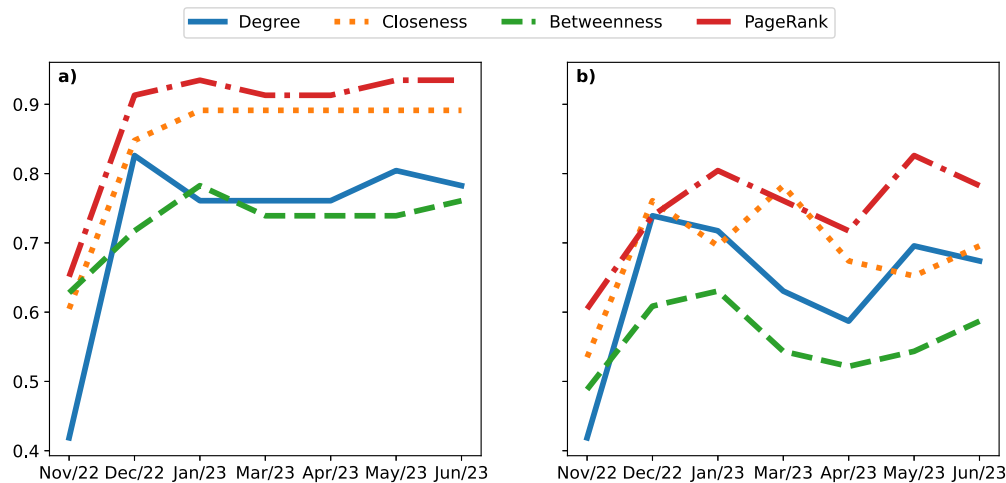 Degree Closeness Betweenness PageRank
a) b)
0.9
0.8
0.7
0.6
0.5
0.4
Nov/22 Dec/22 Jan/23 Mar/23 Apr/23 May/23 Jun/23 Nov/22 Dec/22 Jan/23 Mar/23 Apr/23 May/23 Jun/23